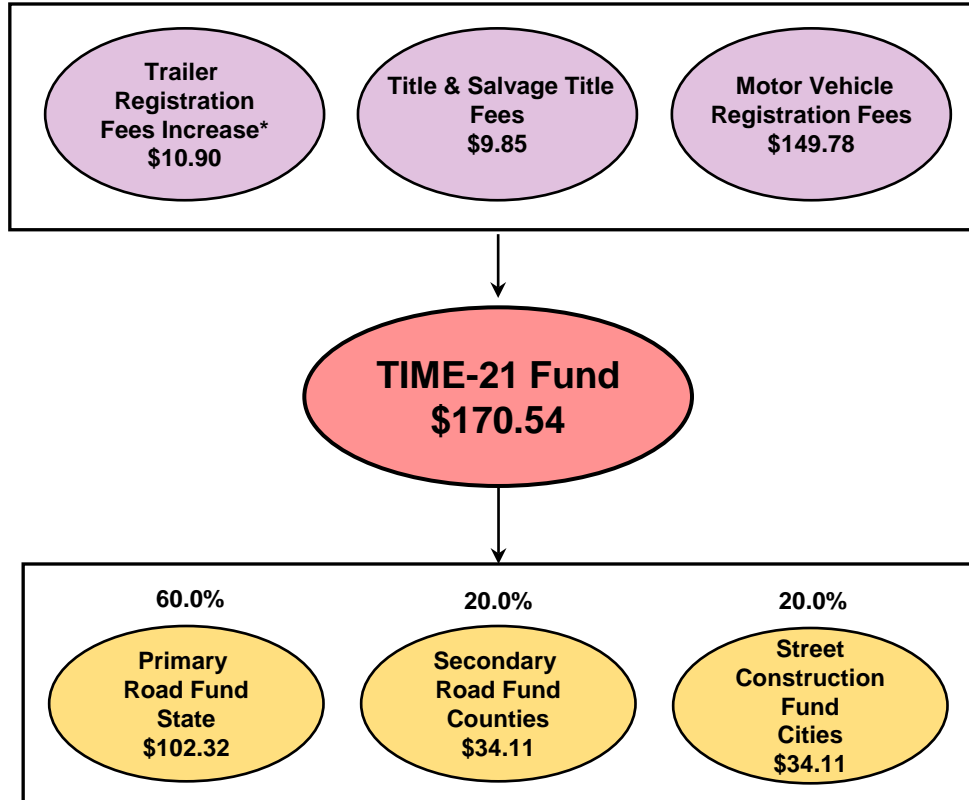 Trailer
Registration
Fees Increase*
$10.90
Title & Salvage Title
Fees
$9.85
Motor Vehicle
Registration Fees
$149.78
TIME-21 Fund
$170.54
60.0%
Primary
Road Fund
State
$102.32
20.0%
Secondary
Road Fund
Counties
$34.11
20.0%
Street
Construction
Fund
Cities
$34.11